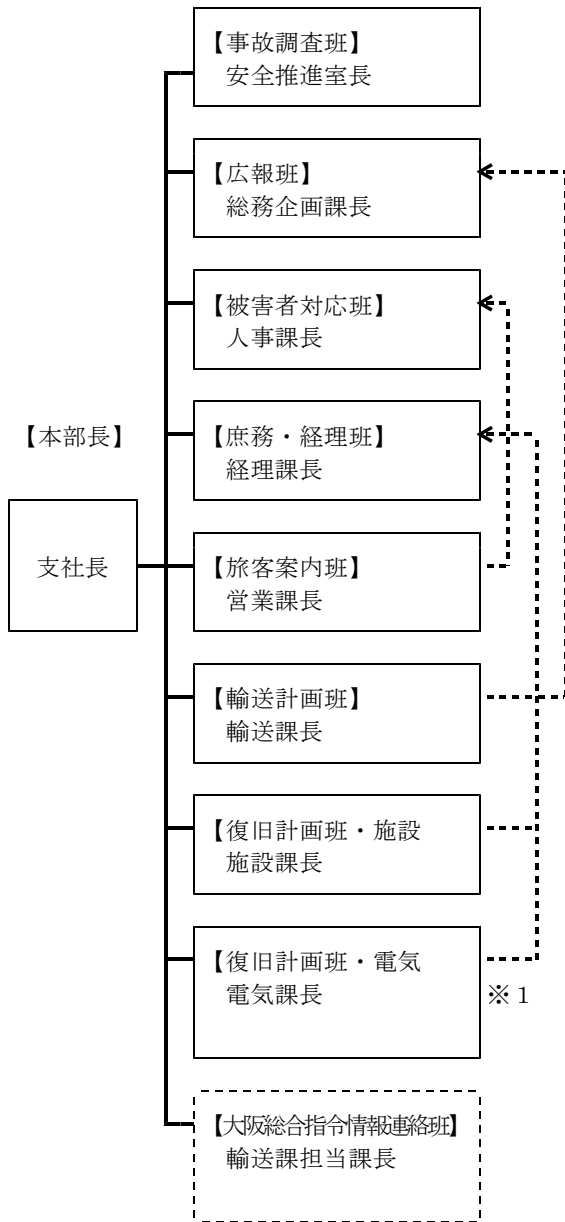 【事故調査班】
安全推進室長
【広報班】
総務企画課長
【被害者対応班】
人事課長
【本部長】
【庶務・経理班】
経理課長
支社長
【旅客案内班】
営業課長
【輸送計画班】
輸送課長
【復旧計画班・施設
施設課長
【復旧計画班・電気
電気課長
※１
【大阪総合指令情報連絡班】
輸送課担当課長